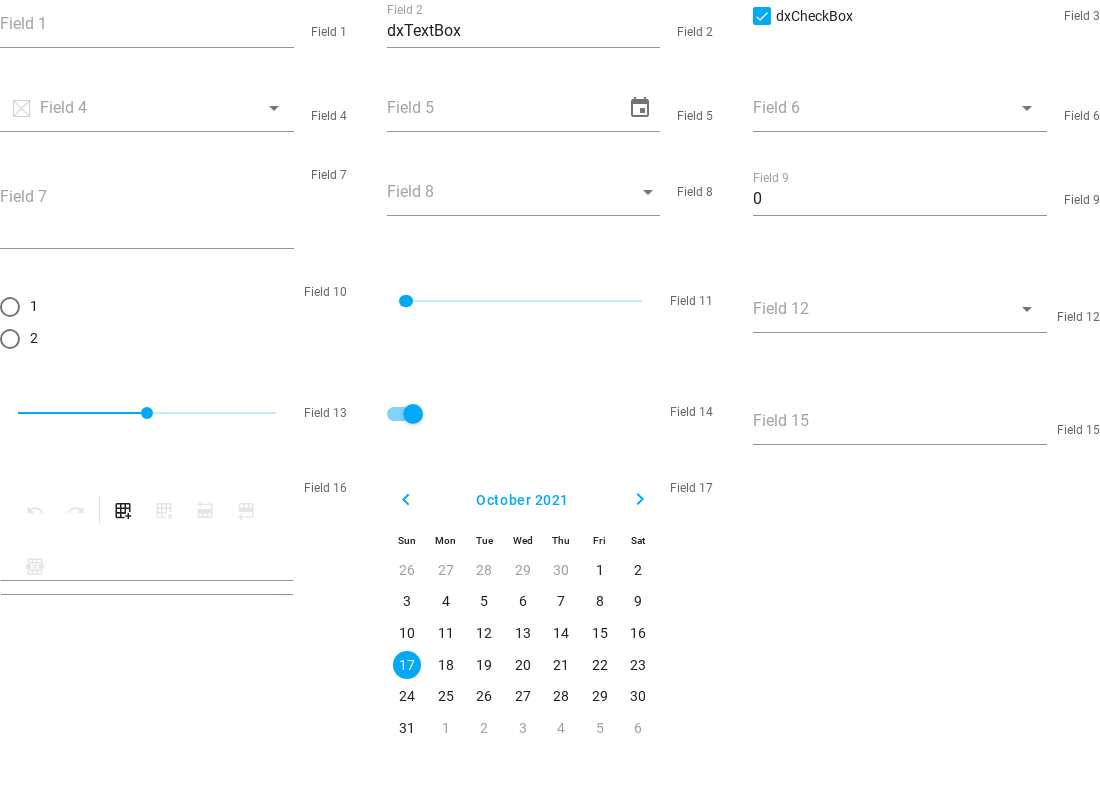 Field 1
Field 1
Field 2
dxTextBox
Field 2
dxCheckBox
Field 3
Field 4
Field 4
Field 5
Field 5
Field 6
Field 6
Field 7
Field 7
Field 8
Field 8
Field 9
0
Field 9
1
2
Field 10
Field 11
Field 12
Field 12
Field 13
Field 14
Field 15
Field 15
Field 16
October 2021
Field 17
Sun Mon Tue Wed Thu Fri Sat
26 27 28 29 30 1 2
3 4 5 6 7 8 9
10 11 12 13 14 15 16
17 18 19 20 21 22 23
24 25 26 27 28 29 30
31 1 2 3 4 5 6